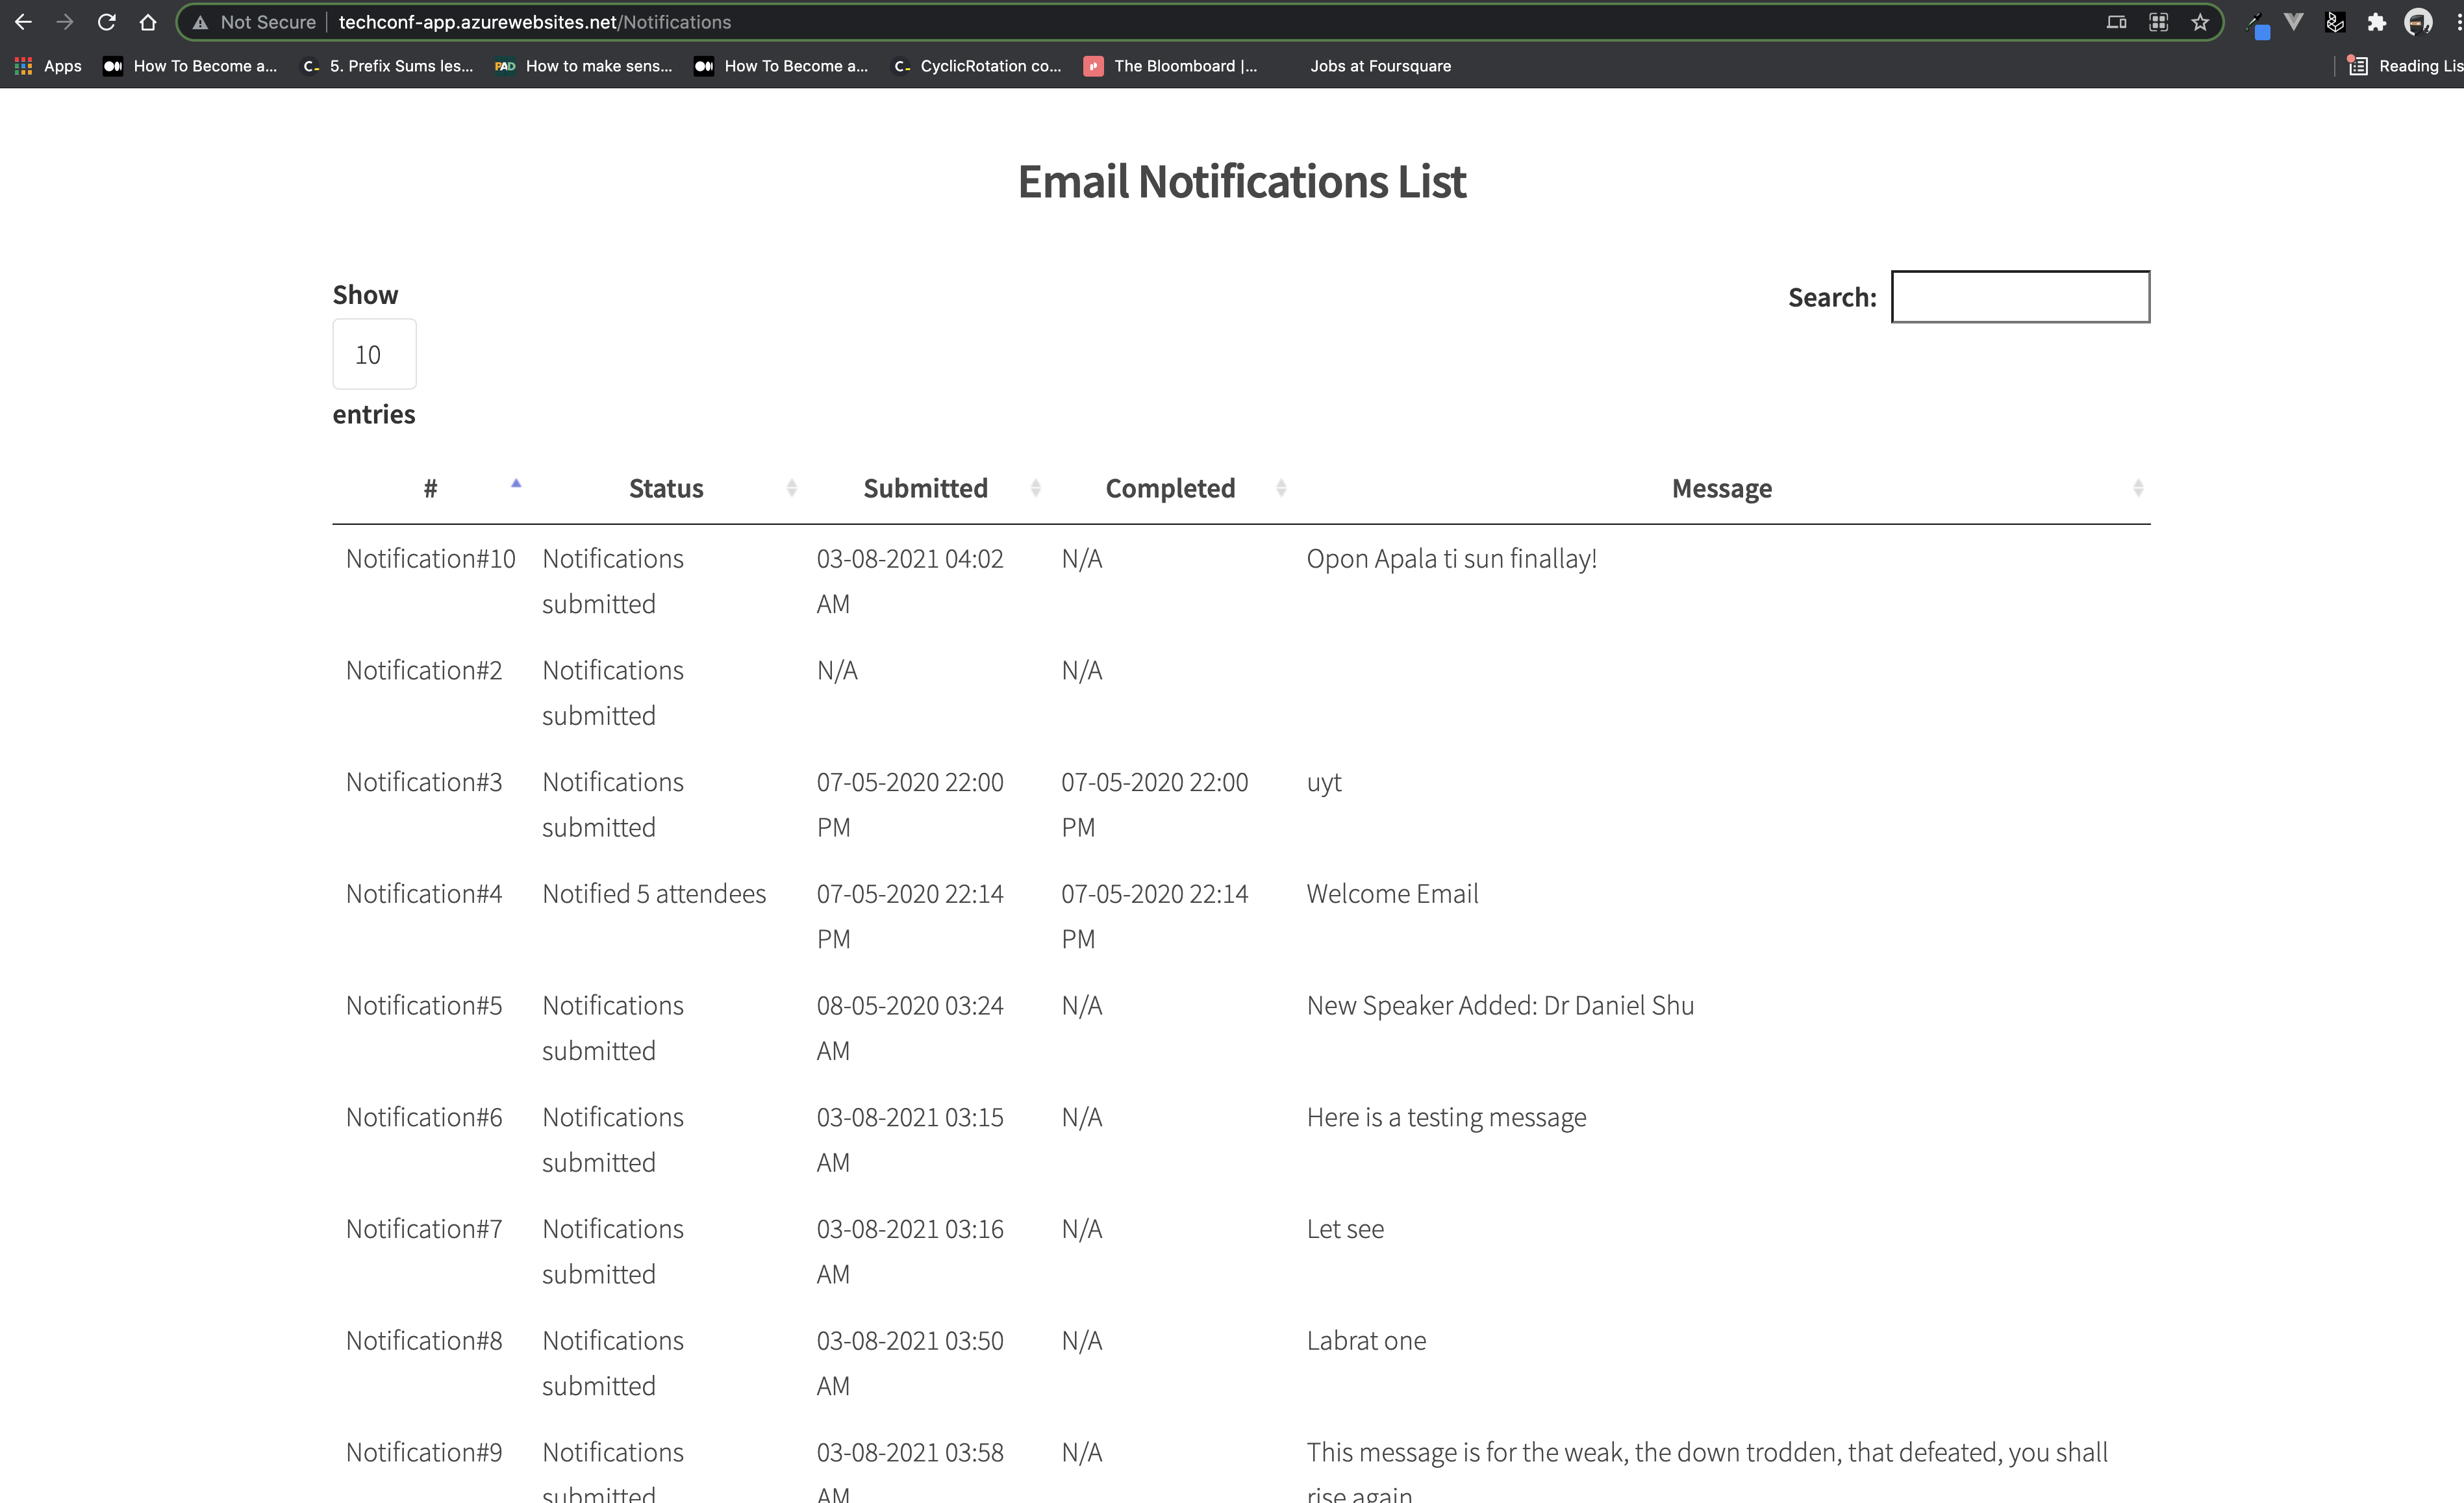 Not Secure techconf-app.azurewebsites.net/Notifications
Apps How To Become a... 5. Prefix Sums les... PAD How to make sens... How To Become a... CyclicRotation co... The Bloomboard |... Jobs at Foursquare Reading Lis
Email Notifications List
Show
10
entries
Search:
# Status Submitted Completed Message
Notification#10 Notifications 03-08-2021 04:02 N/A Opon Apala ti sun finallay!
submitted AM
Notification#2 Notifications N/A N/A
submitted
Notification#3 Notifications 07-05-2020 22:00 07-05-2020 22:00 uyt
submitted PM PM
Notification#4 Notified 5 attendees 07-05-2020 22:14 07-05-2020 22:14 Welcome Email
PM PM
Notification#5 Notifications 08-05-2020 03:24 N/A New Speaker Added: Dr Daniel Shu
submitted AM
Notification#6 Notifications 03-08-2021 03:15 N/A Here is a testing message
submitted AM
Notification#7 Notifications 03-08-2021 03:16 N/A Let see
submitted AM
Notification#8 Notifications 03-08-2021 03:50 N/A Labrat one
submitted AM
Notification#9 Notifications 03-08-2021 03:58 N/A This message is for the weak, the down trodden, that defeated, you shall
submitted AM rise again